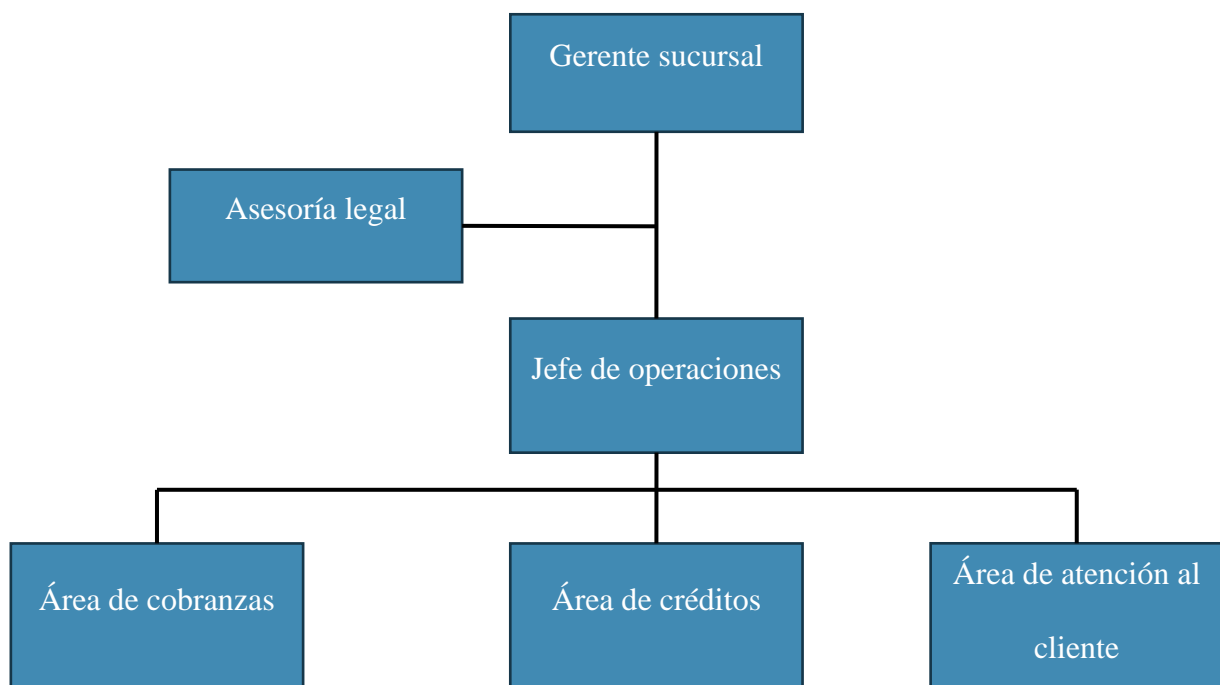 Gerente sucursal
Asesoría legal
Jefe de operaciones
Área de cobranzas
Área de créditos
Área de atención al
cliente